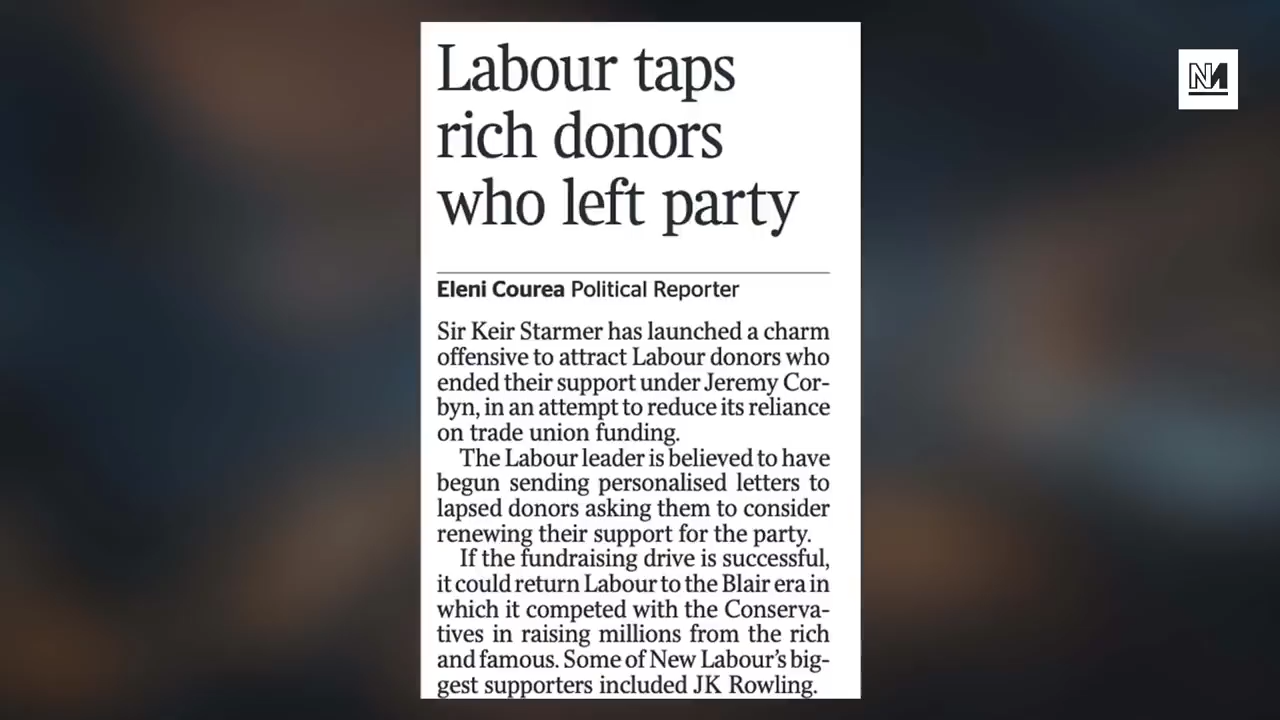 Labour taps
rich donors
who left party
NM
Eleni Courea Political Reporter
Sir Keir Starmer has launched a charm
offensive to attract Labour donors who
ended their support under Jeremy Cor-
byn, in an attempt to reduce its reliance
on trade union funding.
The Labour leader is believed to have
begun sending personalised letters to
lapsed donors asking them to consider
renewing their support for the party.
If the fundraising drive is successful,
it could return Labour to the Blair era in
which it competed with the Conserva-
tives in raising millions from the rich
and famous. Some of New Labour's big-
gest supporters included JK Rowling.